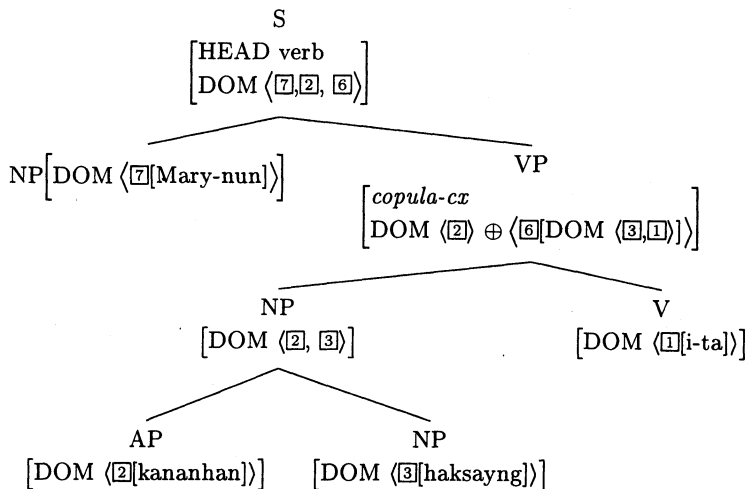 S
[HEAD verb
DOM ⟨[7],[2], [6]⟩]
NP[DOM ⟨[7][Mary-nun]⟩]
VP
[copula-cx
DOM ⟨[2]⟩ ⊕ ⟨[6][DOM ⟨[3],[1]⟩]⟩]
NP
[DOM ⟨[2], [3]⟩]
V
[DOM ⟨[1][i-ta]⟩]
AP
[DOM ⟨[2][kananhan]⟩]
NP
[DOM ⟨[3][haksayng]⟩]